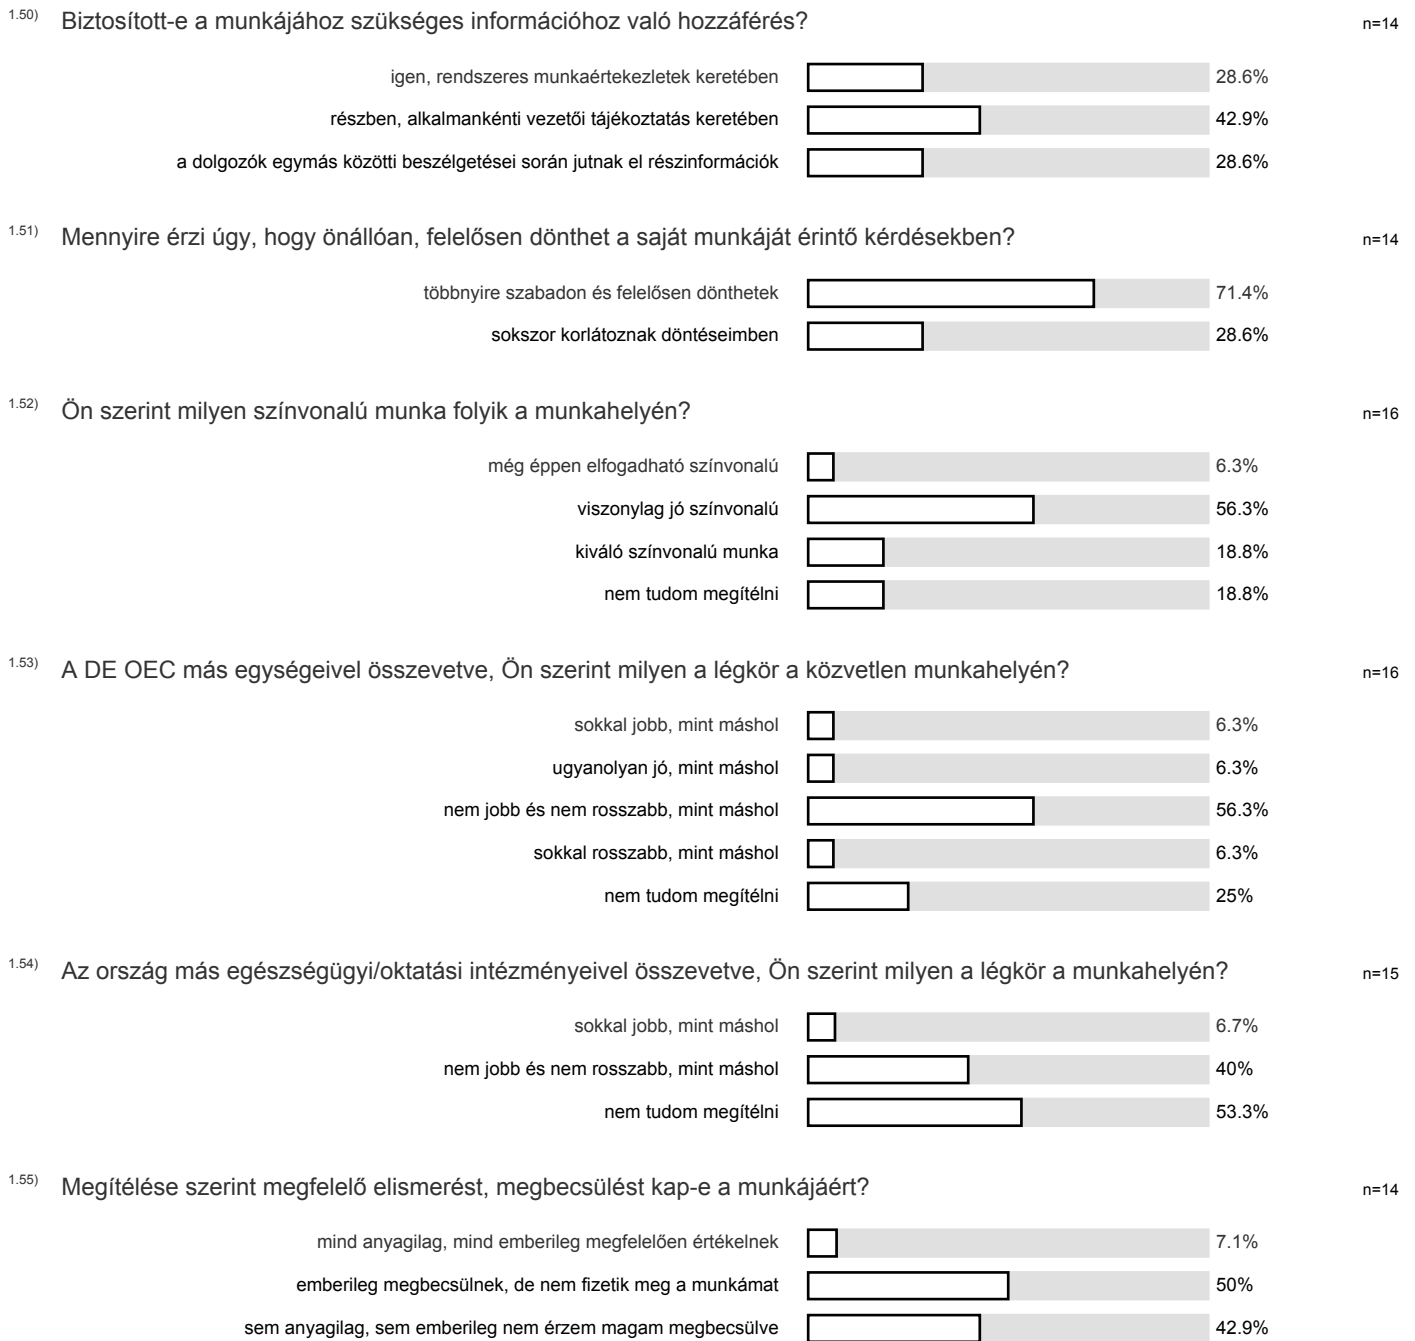 1.50) Biztosított-e a munkájához szükséges információhoz való hozzáférés? n=14
igen, rendszeres munkaértekezletek keretében 28.6%
részben, alkalmankénti vezetői tájékoztatás keretében 42.9%
a dolgozók egymás közötti beszélgetései során jutnak el részinformációk 28.6%
1.51) Mennyire érzi úgy, hogy önállóan, felelősen dönthet a saját munkáját érintő kérdésekben? n=14
többnyire szabadon és felelősen dönthetek 71.4%
sokszor korlátoznak döntéseimben 28.6%
1.52) Ön szerint milyen színvonalú munka folyik a munkahelyén? n=16
még éppen elfogadható színvonalú 6.3%
viszonylag jó színvonalú 56.3%
kiváló színvonalú munka 18.8%
nem tudom megítélni 18.8%
1.53) A DE OEC más egységeivel összevetve, Ön szerint milyen a légkör a közvetlen munkahelyén? n=16
sokkal jobb, mint máshol 6.3%
ugyanolyan jó, mint máshol 6.3%
nem jobb és nem rosszabb, mint máshol 56.3%
sokkal rosszabb, mint máshol 6.3%
nem tudom megítélni 25%
1.54) Az ország más egészségügyi/oktatási intézményeivel összevetve, Ön szerint milyen a légkör a munkahelyén? n=15
sokkal jobb, mint máshol 6.7%
nem jobb és nem rosszabb, mint máshol 40%
nem tudom megítélni 53.3%
1.55) Megítélése szerint megfelelő elismerést, megbecsülést kap-e a munkájáért? n=14
mind anyagilag, mind emberileg megfelelően értékelnek 7.1%
emberileg megbecsülnek, de nem fizetik meg a munkámat 50%
sem anyagilag, sem emberileg nem érzem magam megbecsülve 42.9%